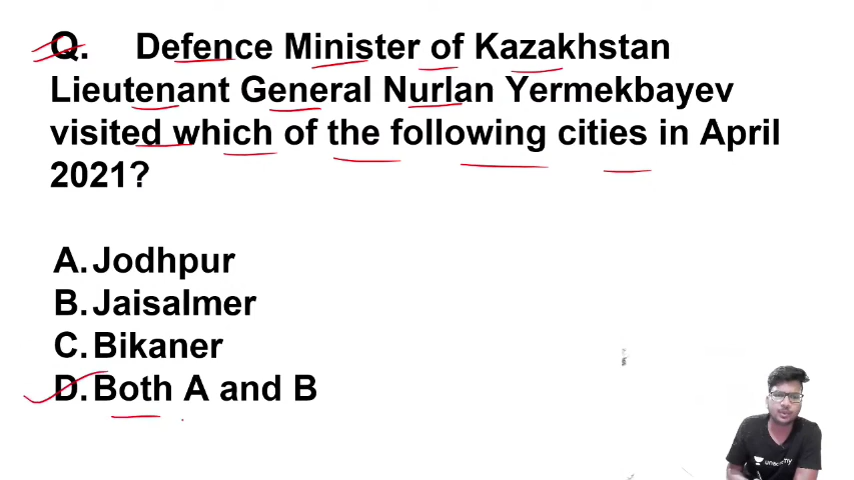 Q. Defence Minister of Kazakhstan
Lieutenant General Nurlan Yermekbayev
visited which of the following cities in April
2021?
A. Jodhpur
B. Jaisalmer
C. Bikaner
D. Both A and B
unacademy